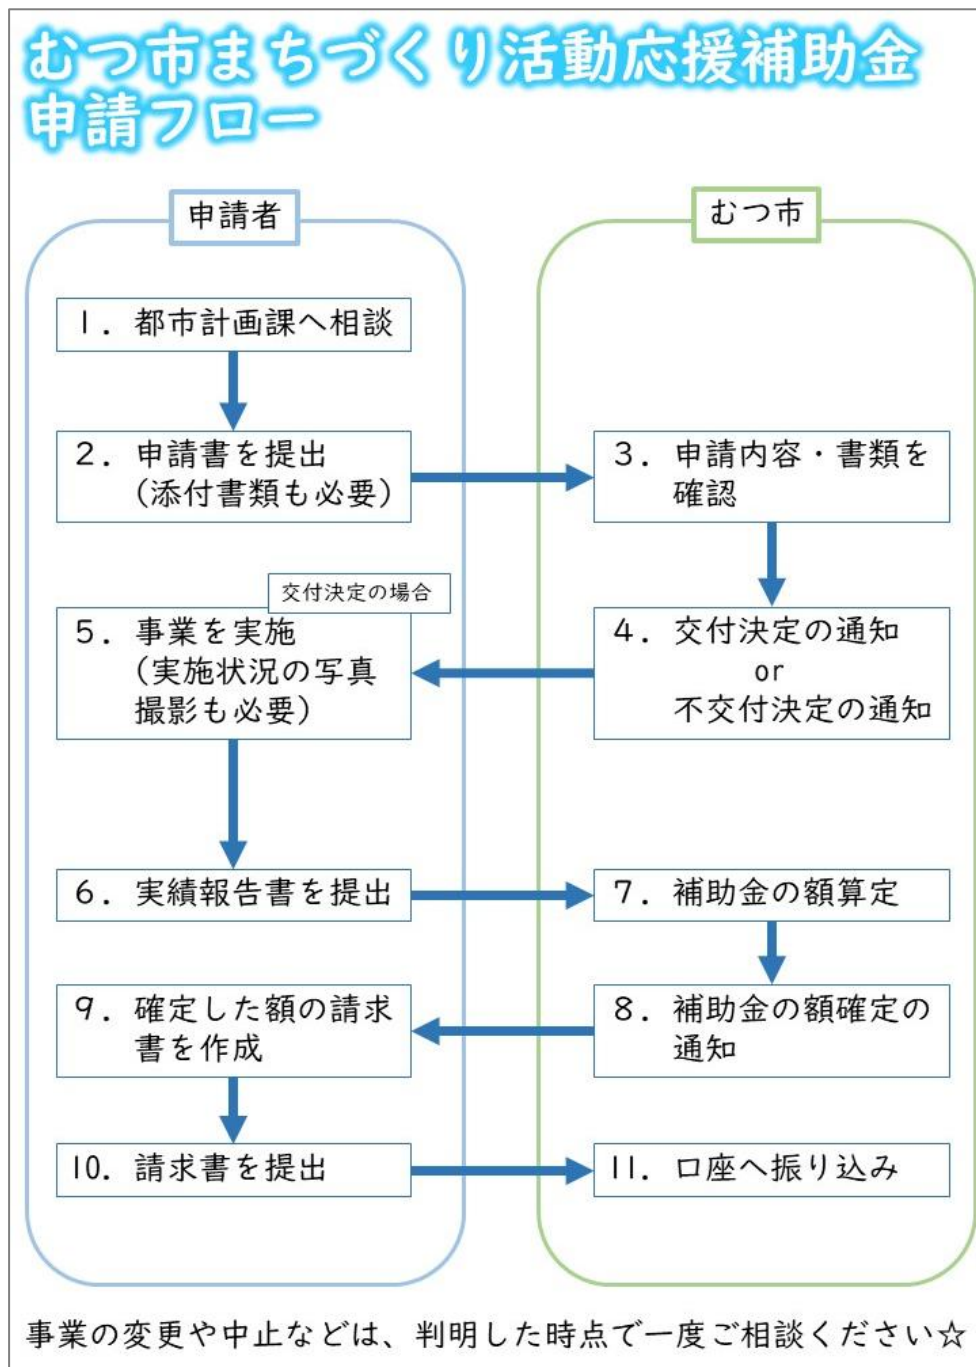 むつ市まちづくり活動応援補助金
申請フロー
申請者
むつ市
1. 都市計画課へ相談
2. 申請書を提出
(添付書類も必要)
3. 申請内容・書類を
確認
4. 交付決定の通知
or
不交付決定の通知
交付決定の場合
5. 事業を実施
(実施状況の写真
撮影も必要)
6. 実績報告書を提出
7. 補助金の額算定
8. 補助金の額確定の
通知
9. 確定した額の請求
書を作成
10. 請求書を提出
11. 口座へ振り込み
事業の変更や中止などは、判明した時点で一度ご相談ください☆